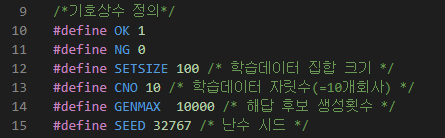 9 /*기호상수 정의*/
10 #define OK 1
11 #define NG 0
12 #define SETSIZE 100 /* 학습데이터 집합 크기 */
13 #define CNO 10 /* 학습데이터 자릿수(=10개회사) */
14 #define GENMAX  10000 /* 해답 후보 생성횟수 */
15 #define SEED 32767 /* 난수 시드 */